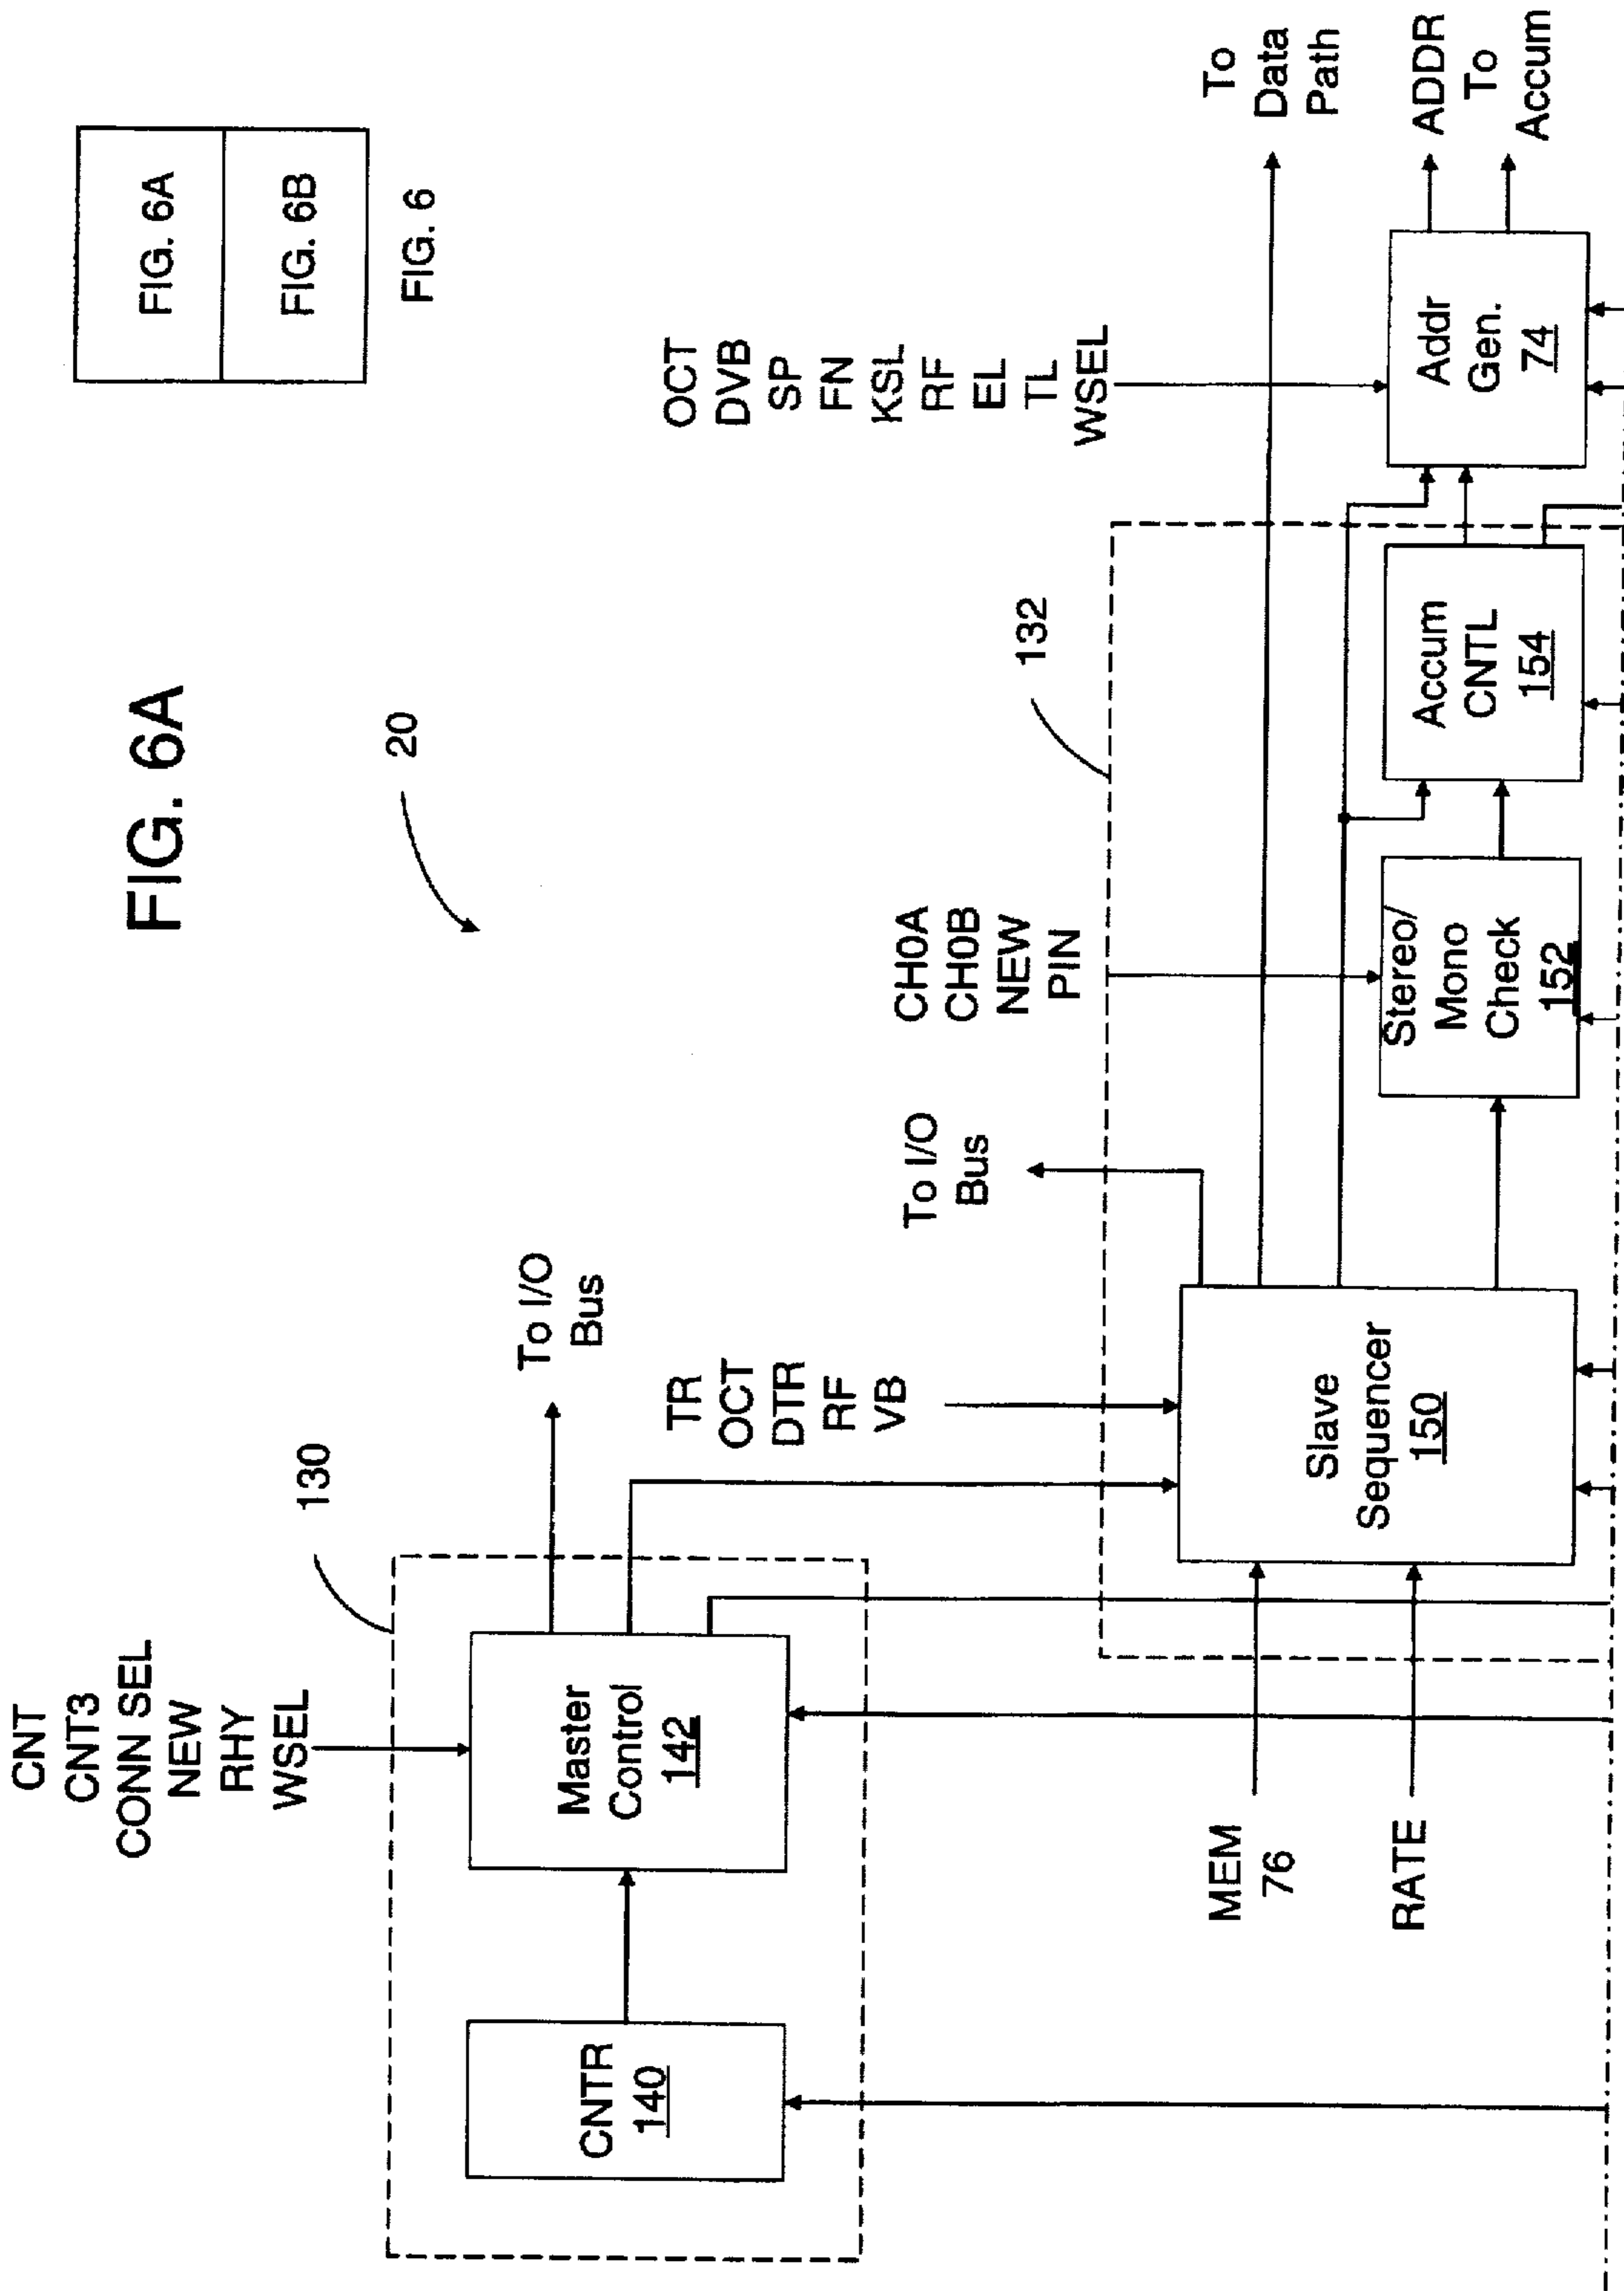 FIG. 6A
FIG. 6A
FIG. 6B
FIG. 6
20
CNT
CNT3
CONN SEL
NEW
RHY
WSEL
130
To I/O
Bus
CNTR
140
Master
Control
142
TR
OCT
DTR
RF
VB
To I/O
Bus
CH0A
CH0B
NEW
PIN
132
OCT
DVB
SP
FN
KSL
RF
EL
TL
WSEL
To
Data
Path
MEM
76
RATE
Slave
Sequencer
150
Stereo/
Mono
Check
152
Accum
CNTL
154
Addr
Gen.
74
ADDR
To
Accum